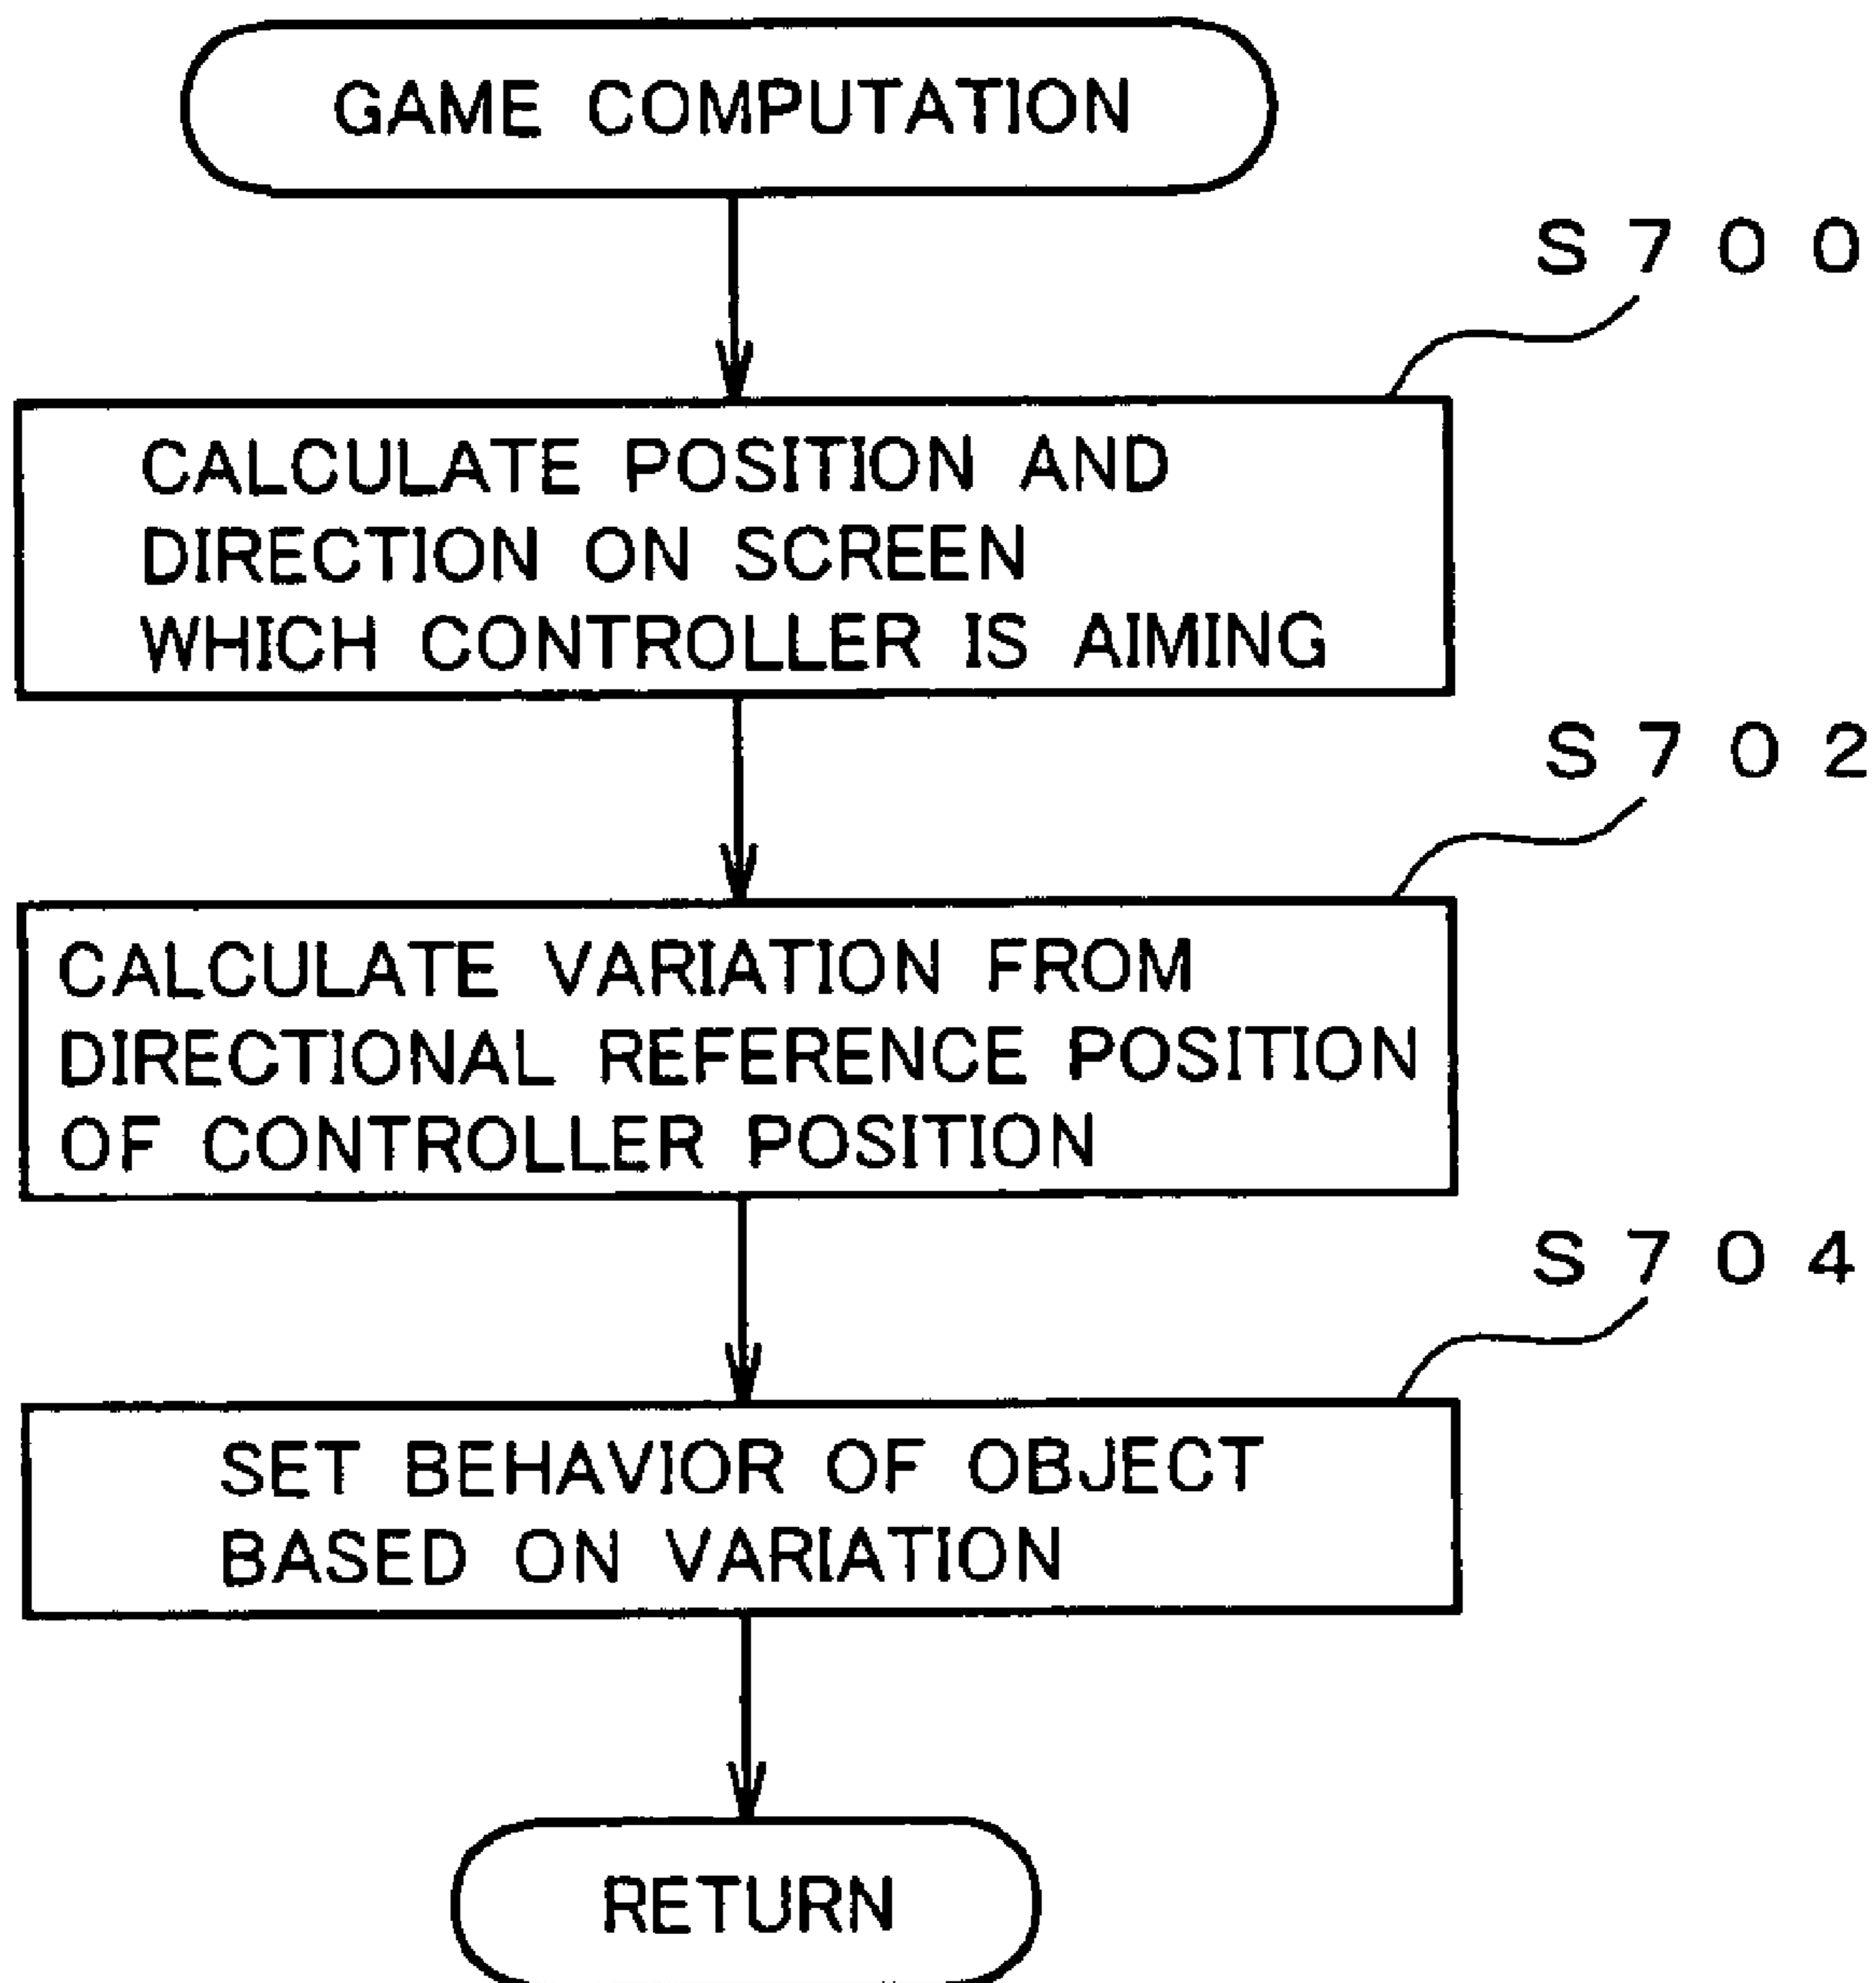 GAME COMPUTATION
S700
CALCULATE POSITION AND
DIRECTION ON SCREEN
WHICH CONTROLLER IS AIMING
S702
CALCULATE VARIATION FROM
DIRECTIONAL REFERENCE POSITION
OF CONTROLLER POSITION
S704
SET BEHAVIOR OF OBJECT
BASED ON VARIATION
RETURN